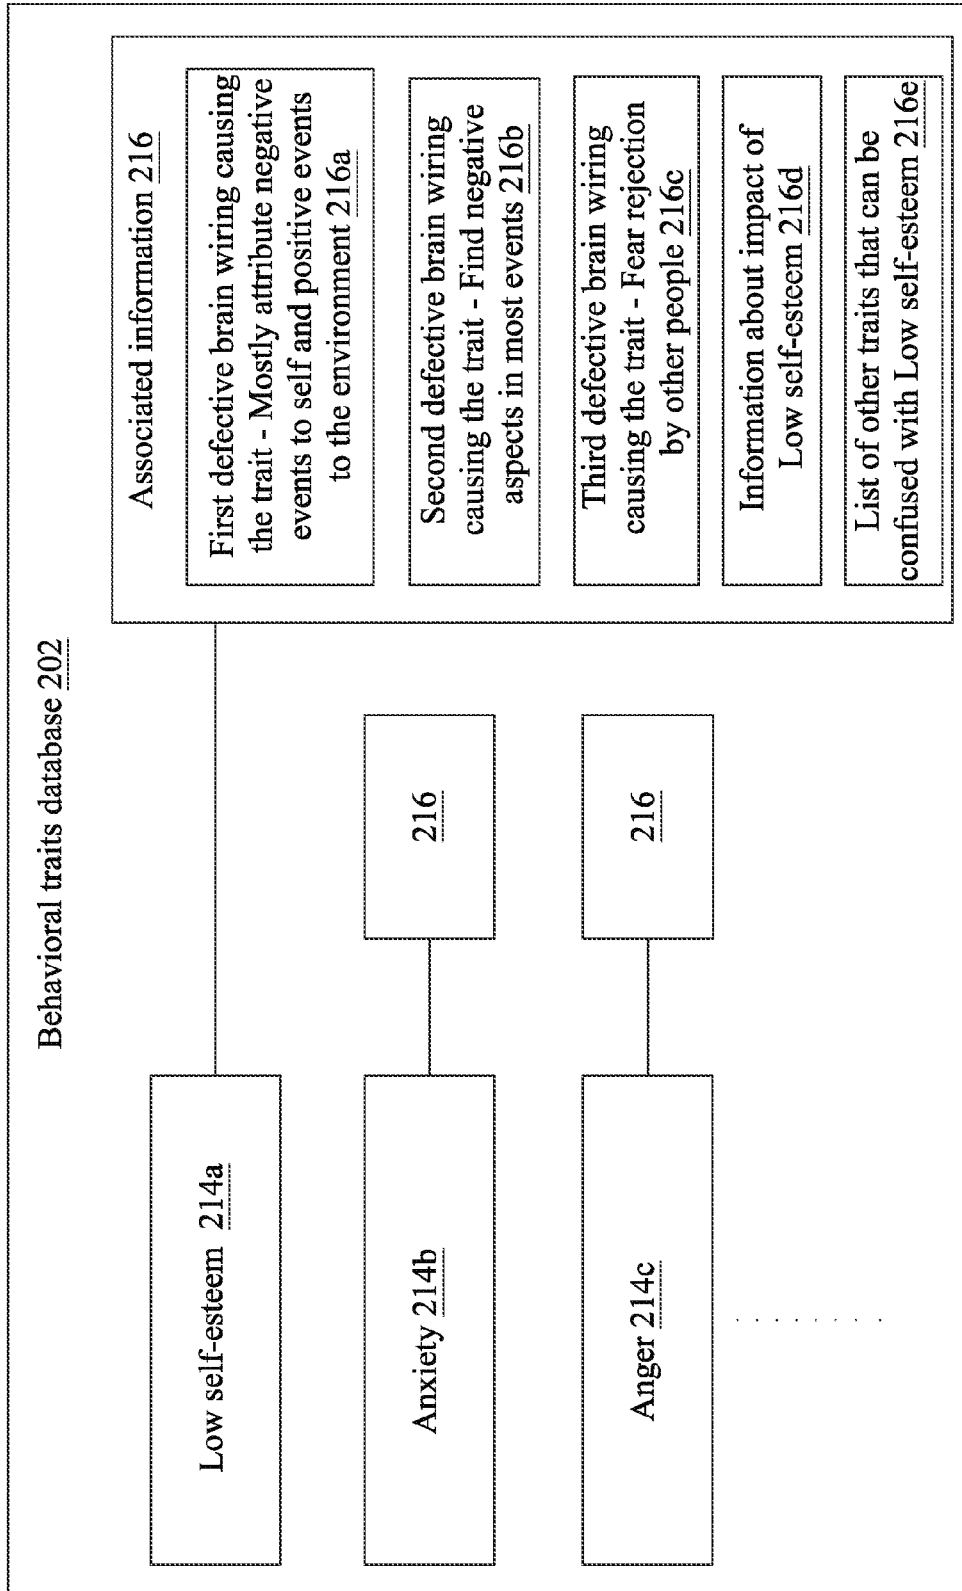 Behavioral traits database 202
Low self-esteem 214a
Associated information 216
First defective brain wiring causing
the trait - Mostly attribute negative
events to self and positive events
to the environment 216a
Second defective brain wiring
causing the trait - Find negative
aspects in most events 216b
Third defective brain wiring
causing the trait - Fear rejection
by other people 216c
Information about impact of
Low self-esteem 216d
List of other traits that can be
confused with Low self-esteem 216e
Anxiety 214b
216
Anger 214c
216